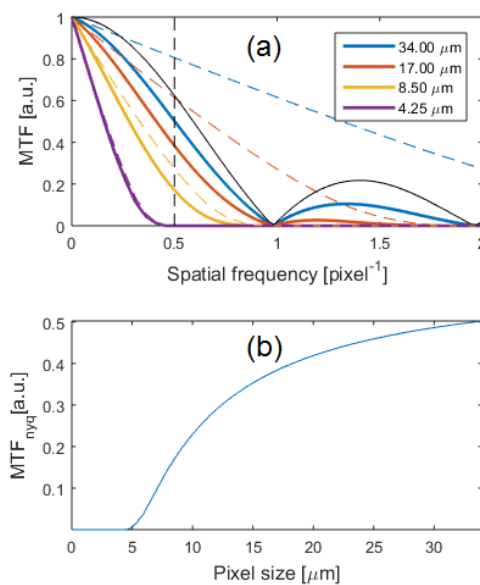 (a)
34.00 μm
17.00 μm
8.50 μm
4.25 μm
MTF [a.u.]
1
0.8
0.6
0.4
0.2
0
0 0.5 1 1.5 2
Spatial frequency [pixel⁻¹]
(b)
MTF_nyq [a.u.]
0.5
0.4
0.3
0.2
0.1
0 5 10 15 20 25 30
Pixel size [μm]